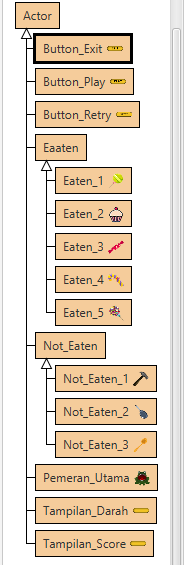 Actor
Button_Exit
Button_Play
Button_Retry
Eaaten
Eaten_1
Eaten_2
Eaten_3
Eaten_4
Eaten_5
Not_Eaten
Not_Eaten_1
Not_Eaten_2
Not_Eaten_3
Pemeran_Utama
Tampilan_Darah
Tampilan_Score